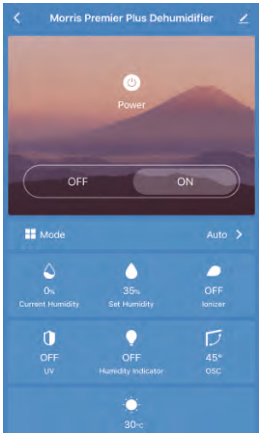 Morris Premier Plus Dehumidifier
Power
OFF ON
Mode Auto
0% 35% OFF
Current Humidity Set Humidity Ionizer
OFF OFF 45°
UV Humidity Indicator OSC
30°C